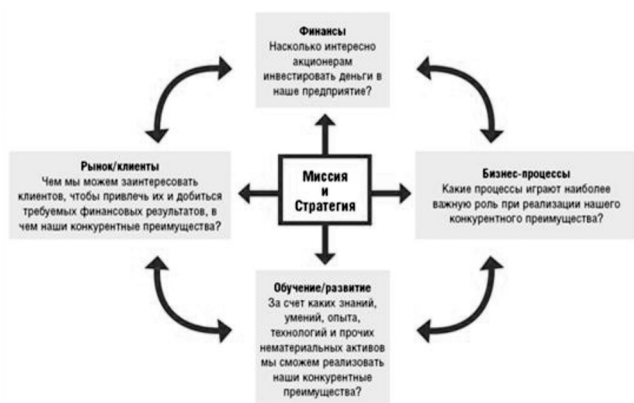 Финансы
Насколько интересно
акционерам
инвестировать деньги в
наше предприятие?
Рынок/клиенты
Чем мы можем заинтересовать
клиентов, чтобы привлечь их и добиться
требуемых финансовых результатов, в
чем наши конкурентные преимущества?
Миссия
и
Стратегия
Бизнес-процессы
Какие процессы играют наиболее
важную роль при реализации нашего
конкурентного преимущества?
Обучение/развитие
За счет каких знаний,
умений, опыта,
технологий и прочих
нематериальных активов
мы сможем реализовать
наши конкурентные
преимущества?